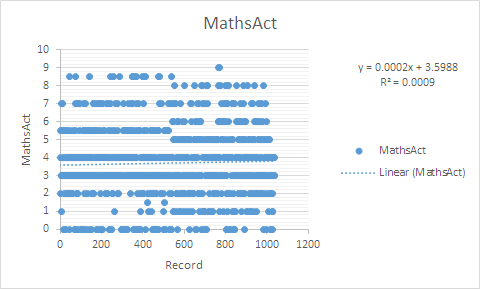 MathsAct
10
9
8
7
6
5
4
3
2
1
0
MathsAct
0 200 400 600 800 1000 1200
Record
y = 0.0002x + 3.5988
R² = 0.0009
MathsAct
Linear (MathsAct)